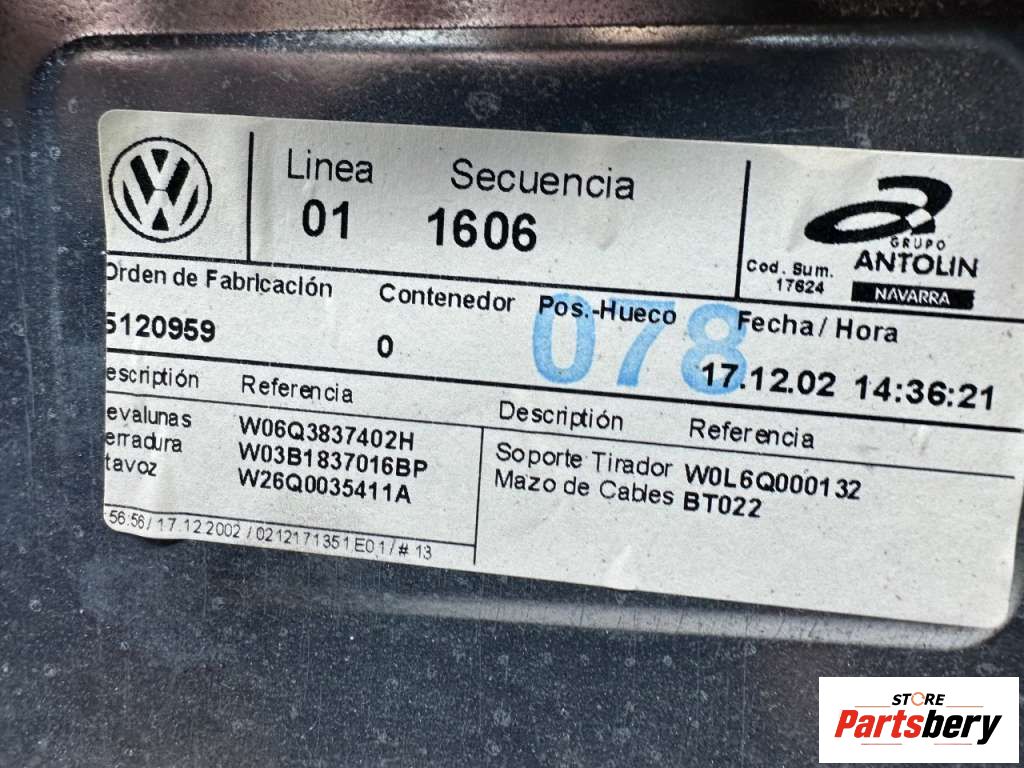 Linea Secuencia
01 1606
GRUPO
ANTOLIN
NAVARRA
Cod. Sum.
17624
Orden de Fabricación Contenedor Pos.-Hueco Fecha / Hora
5120959 0 078 17.12.02 14:36:21
escriptión Referencia Descriptión Referencia
evalunas W06Q3837402H Soporte Tirador W0L6Q000132
erradura W03B1837016BP Mazo de Cables BT022
tavoz W26Q0035411A
56:56/17.12.2002/0212171351E01/# 13
STORE
Partsbery